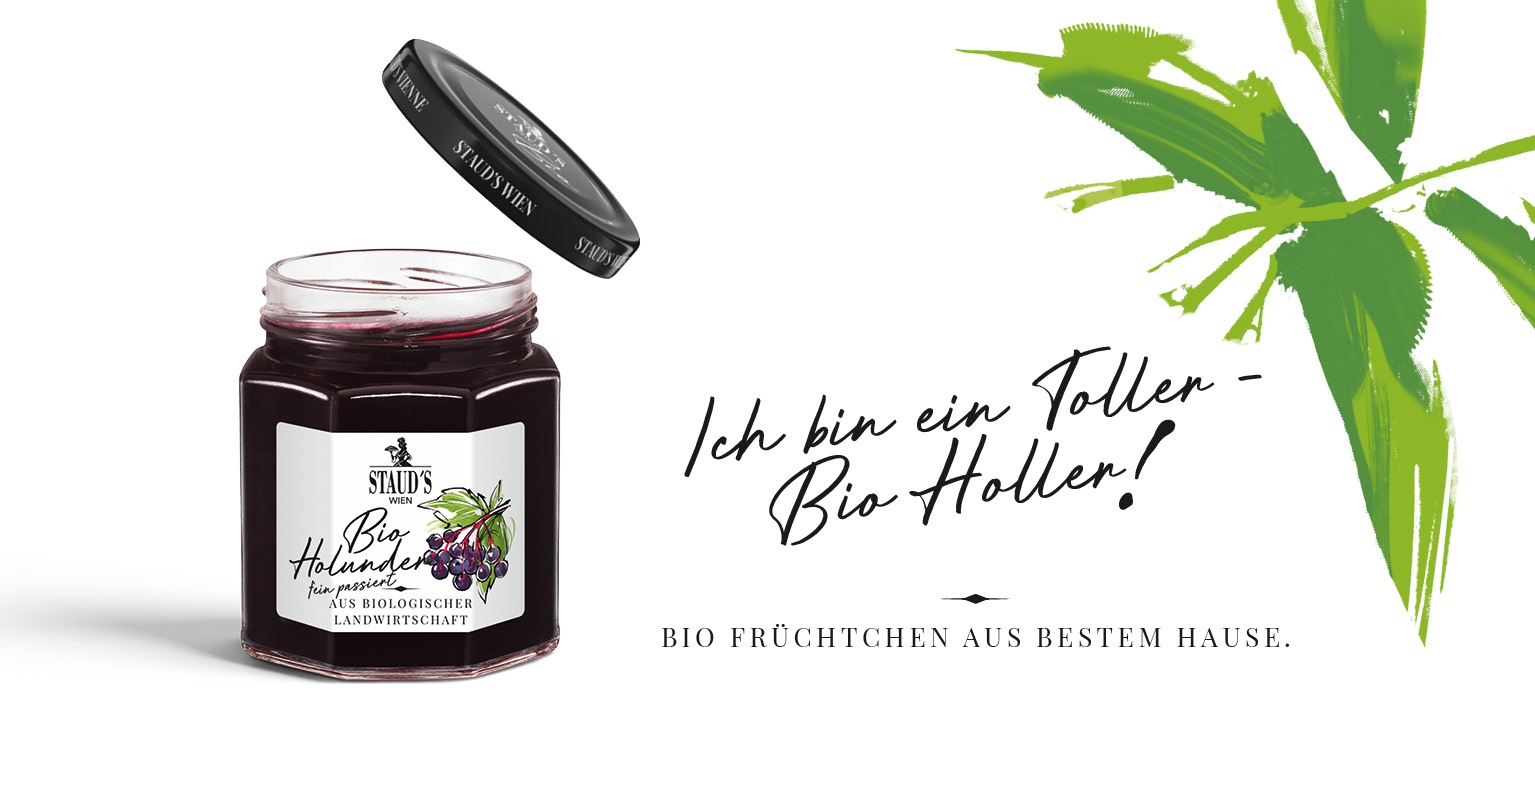 S WIENNE
STAUD'S
STAUD'S WIEN
STAUD'S W
STAUD'S
WIEN
Bio
Holunder
fein passiert
AUS BIOLOGISCHER
LANDWIRTSCHAFT
Ich bin ein Toller -
Bio Holler!
BIO FRÜCHTCHEN AUS BESTEM HAUSE.